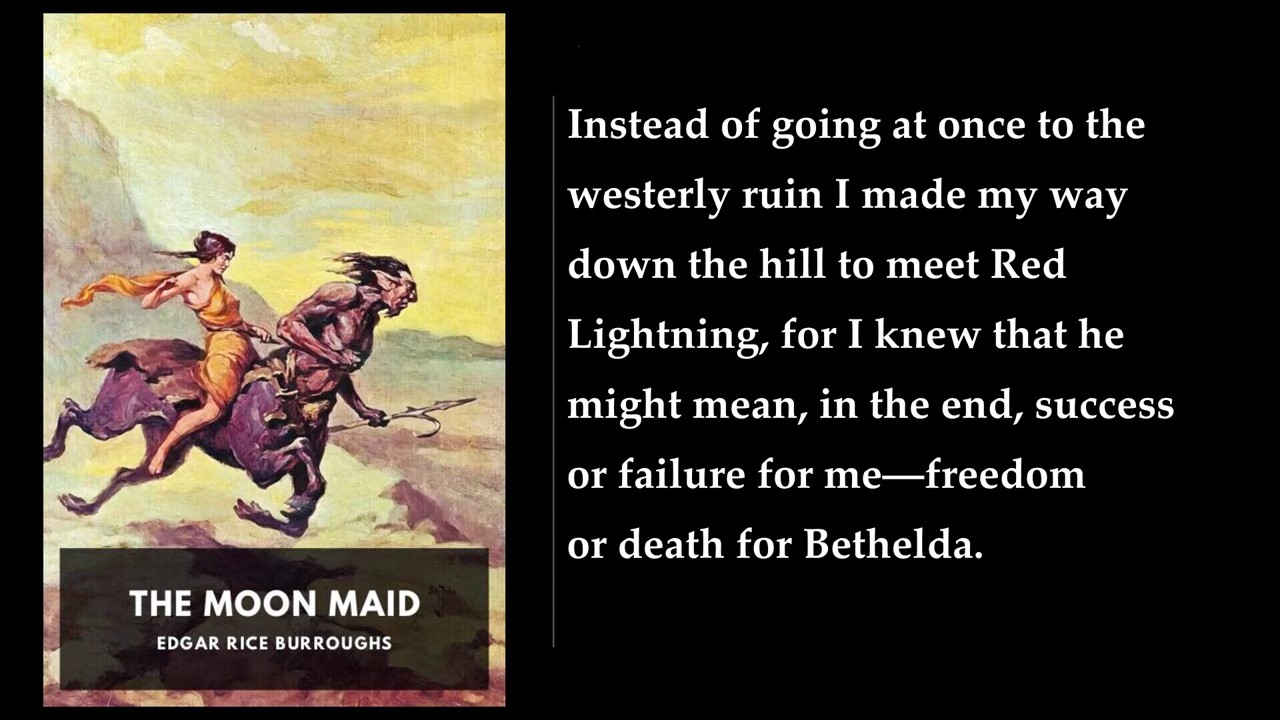 THE MOON MAID
EDGAR RICE BURROUGHS
Instead of going at once to the
westerly ruin I made my way
down the hill to meet Red
Lightning, for I knew that he
might mean, in the end, success
or failure for me—freedom
or death for Bethelda.